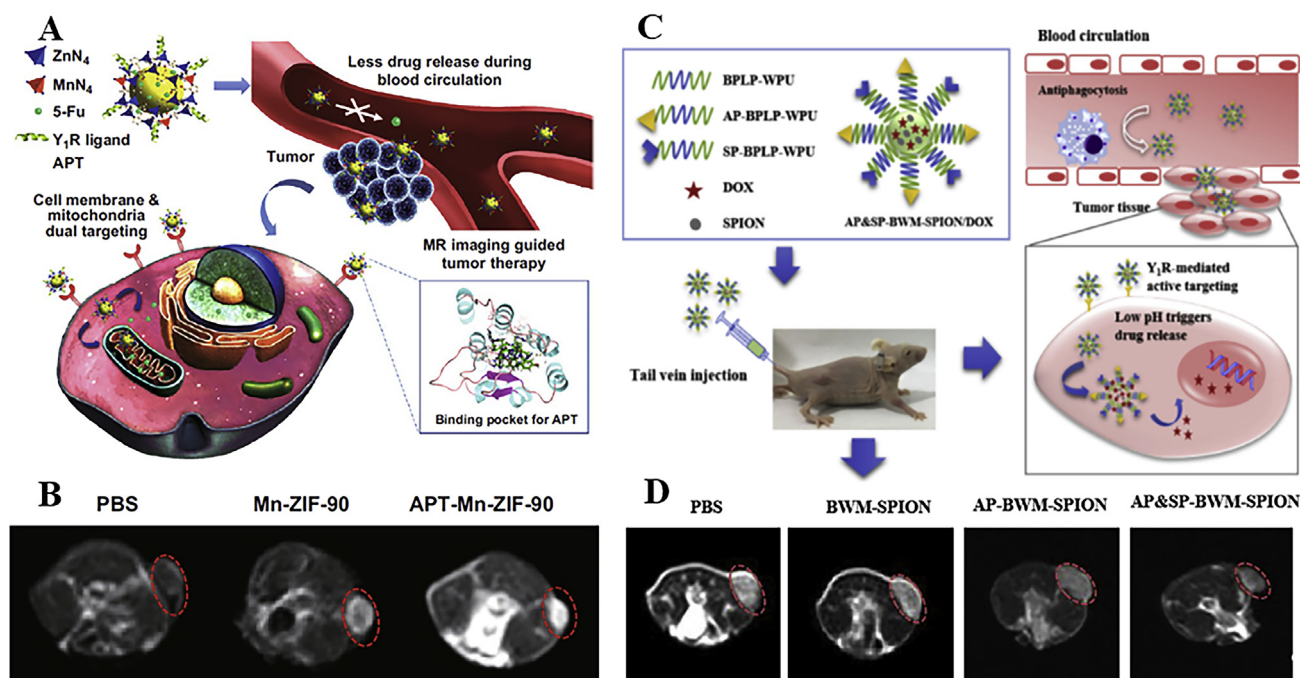 A
ZnN4
MnN4
5-Fu
Y1R ligand
APT
Less drug release during
blood circulation
Tumor
Cell membrane &
mitochondria
dual targeting
MR imaging guided
tumor therapy
Binding pocket for APT
B
PBS
Mn-ZIF-90
APT-Mn-ZIF-90
C
BPLP-WPU
AP-BPLP-WPU
SP-BPLP-WPU
DOX
SPION
AP&SP-BWM-SPION/DOX
Tail vein injection
Blood circulation
Antiphagocytosis
Tumor tissue
Y1R-mediated
active targeting
Low pH triggers
drug release
D
PBS
BWM-SPION
AP-BWM-SPION
AP&SP-BWM-SPION